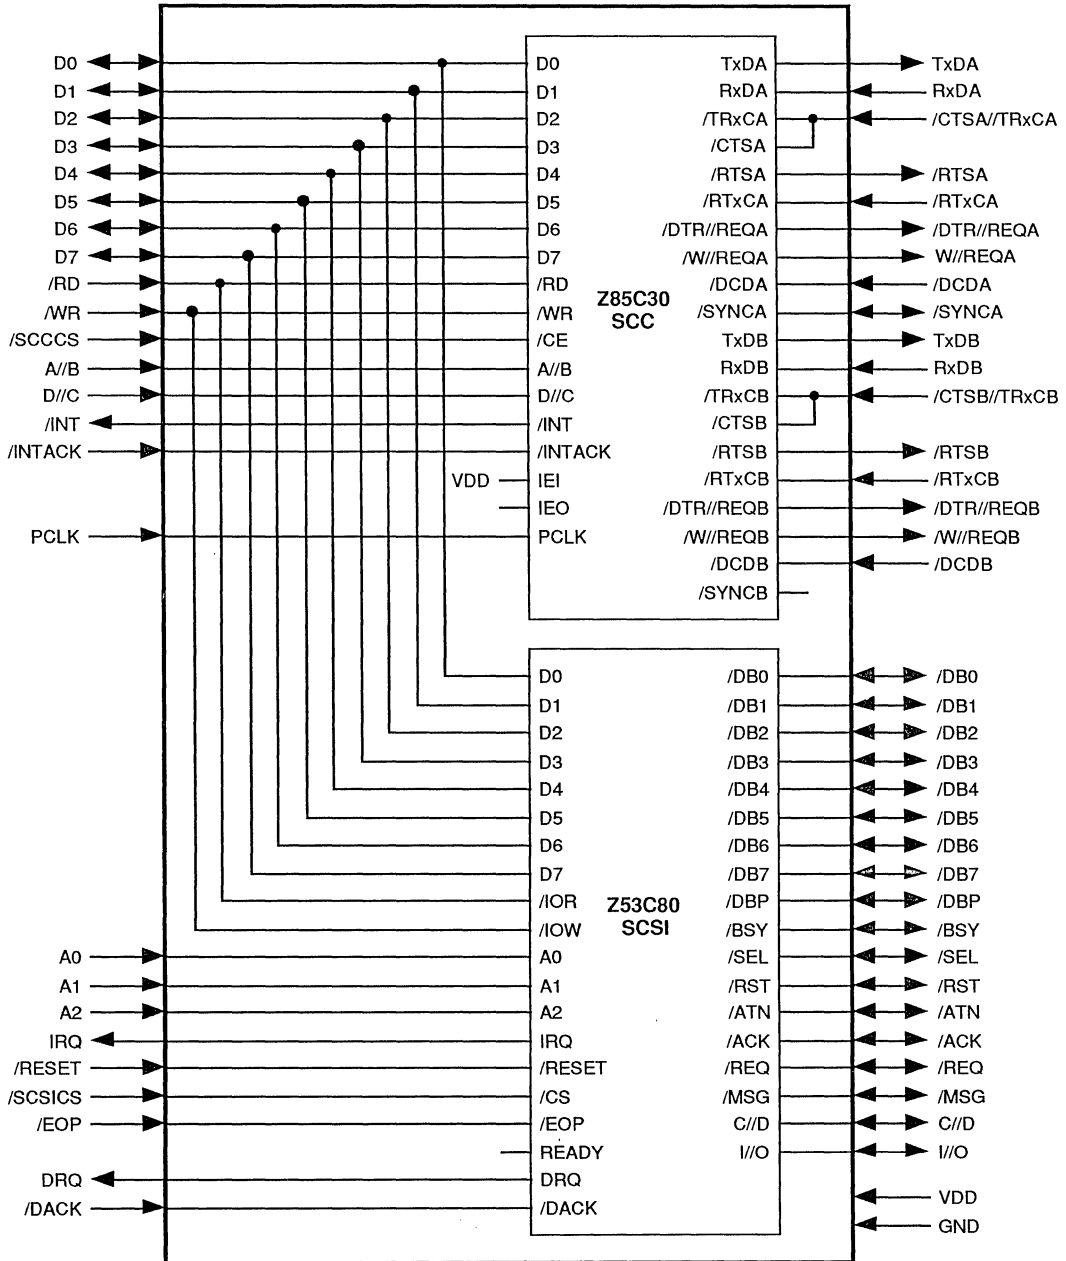 D0 D0 TxDA TxDA
D1 D1 RxDA RxDA
D2 D2 /TRxCA /CTSA//TRxCA
D3 D3 /CTSA
D4 D4 /RTSA /RTSA
D5 D5 /RTxCA /RTxCA
D6 D6 /DTR//REQA /DTR//REQA
D7 D7 /W//REQA W//REQA
/RD /RD /DCDA /DCDA
Z85C30
SCC
/WR /WR /SYNCA /SYNCA
/SCCCS /CE TxDB TxDB
A//B A//B RxDB RxDB
D//C D//C /TRxCB /CTSB//TRxCB
/INT /INT /CTSB
/INTACK /INTACK /RTSB /RTSB
VDD IEI /RTxCB /RTxCB
IEO /DTR//REQB /DTR//REQB
PCLK PCLK /W//REQB /W//REQB
/DCDB /DCDB
/SYNCB
D0 /DB0 /DB0
D1 /DB1 /DB1
D2 /DB2 /DB2
D3 /DB3 /DB3
D4 /DB4 /DB4
D5 /DB5 /DB5
D6 /DB6 /DB6
D7 /DB7 /DB7
/IOR /DBP /DBP
Z53C80
SCSI
/IOW /BSY /BSY
A0 A0 /SEL /SEL
A1 A1 /RST /RST
A2 A2 /ATN /ATN
IRQ IRQ /ACK /ACK
/RESET /RESET /REQ /REQ
/SCSICS /CS /MSG /MSG
/EOP /EOP C//D C//D
READY I//O I//O
DRQ DRQ
VDD
/DACK /DACK
GND